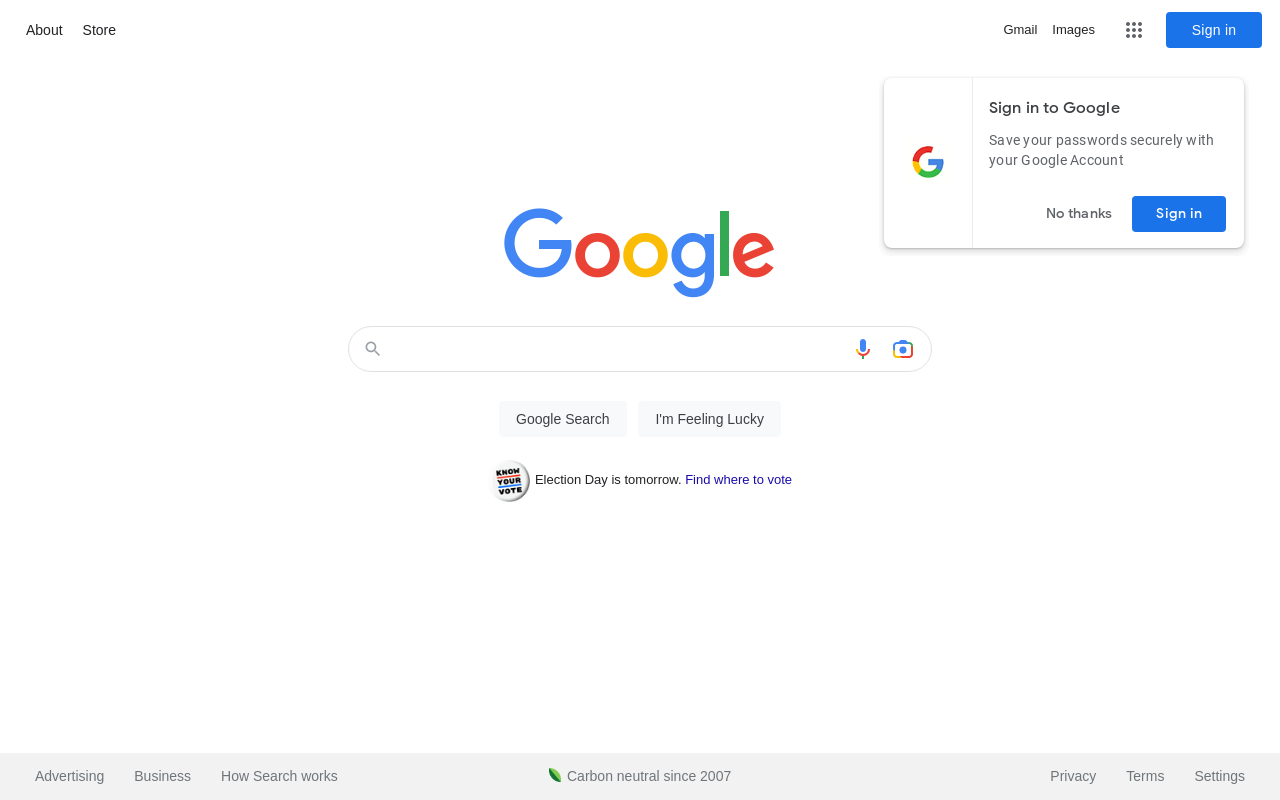 About Store Gmail Images Sign in
Sign in to Google
Save your passwords securely with
your Google Account
No thanks Sign in
Google
Google Search I'm Feeling Lucky
KNOW
YOUR
VOTE
Election Day is tomorrow. Find where to vote
Advertising Business How Search works Carbon neutral since 2007 Privacy Terms Settings